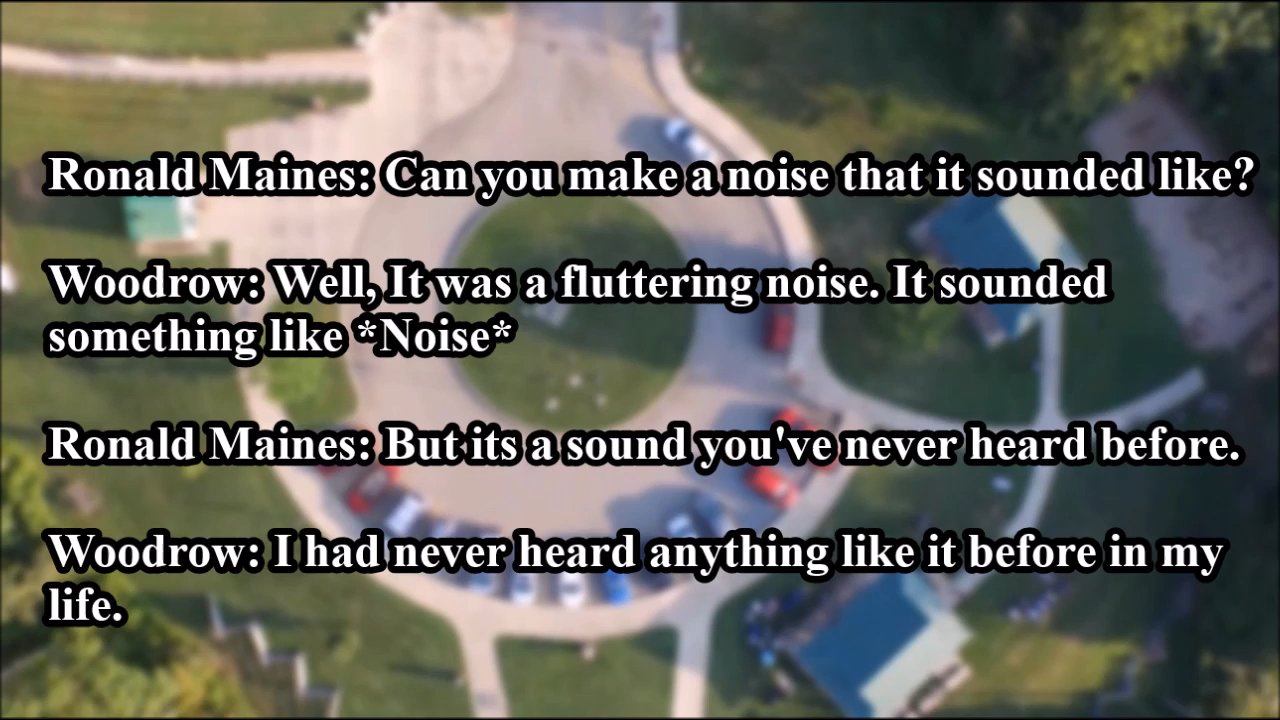 Ronald Maines: Can you make a noise that it sounded like?
Woodrow: Well, It was a fluttering noise. It sounded
something like *Noise*
Ronald Maines: But its a sound you've never heard before.
Woodrow: I had never heard anything like it before in my
life.